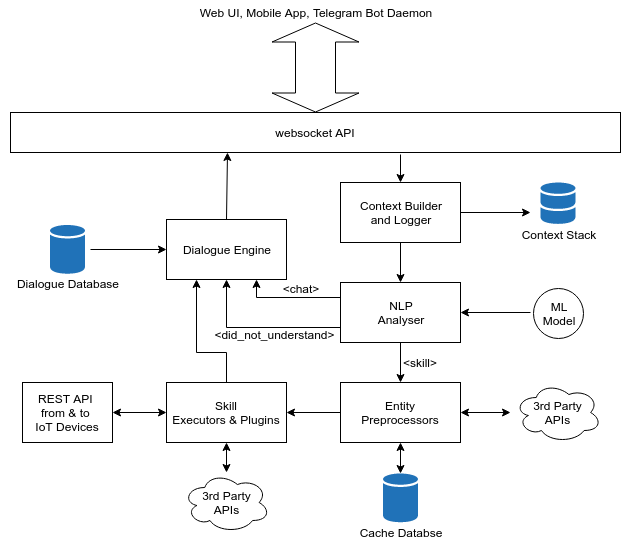 Web UI, Mobile App, Telegram Bot Daemon
websocket API
Context Builder
and Logger
Context Stack
Dialogue Engine
Dialogue Database
<chat>
NLP
Analyser
ML
Model
<did_not_understand>
<skill>
REST API
from & to
IoT Devices
Skill
Executors & Plugins
Entity
Preprocessors
3rd Party
APIs
3rd Party
APIs
Cache Databse